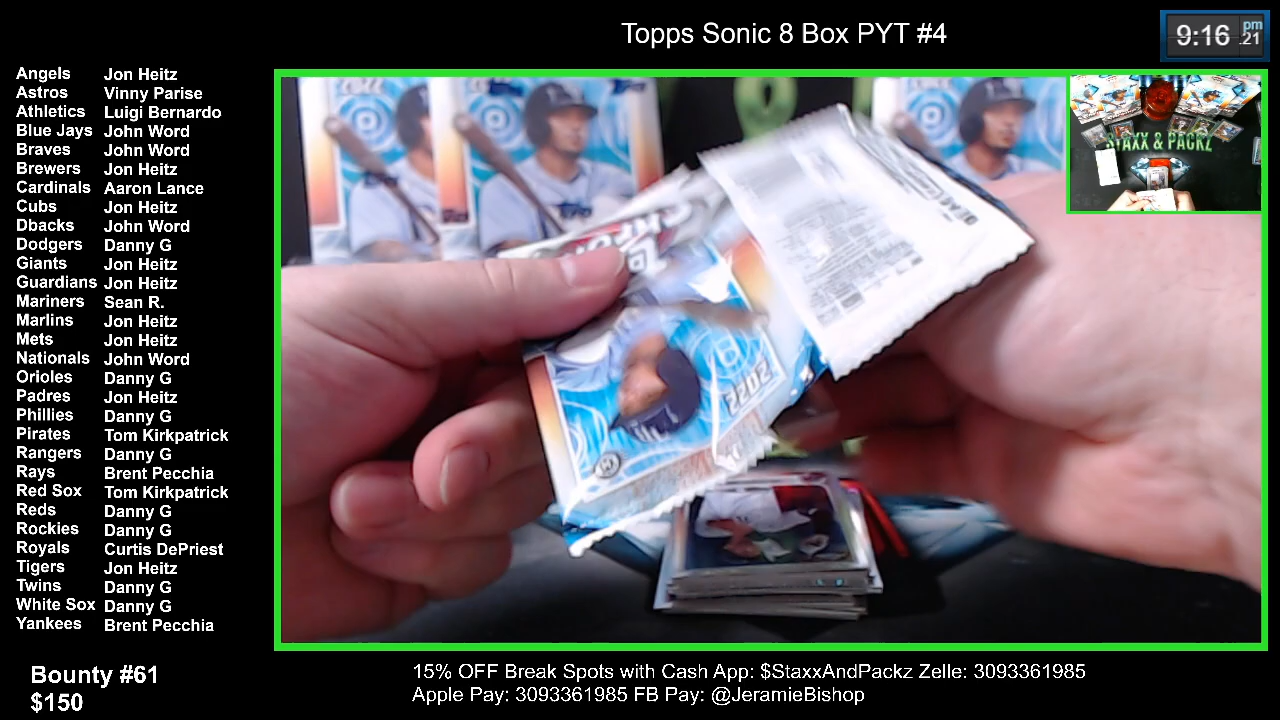 Topps Sonic 8 Box PYT #4
9:16 pm .21
Angels Jon Heitz
Astros Vinny Parise
Athletics Luigi Bernardo
Blue Jays John Word
Braves John Word
Brewers Jon Heitz
Cardinals Aaron Lance
Cubs Jon Heitz
Dbacks John Word
Dodgers Danny G
Giants Jon Heitz
Guardians Jon Heitz
Mariners Sean R.
Marlins Jon Heitz
Mets Jon Heitz
Nationals John Word
Orioles Danny G
Padres Jon Heitz
Phillies Danny G
Pirates Tom Kirkpatrick
Rangers Danny G
Rays Brent Pecchia
Red Sox Tom Kirkpatrick
Reds Danny G
Rockies Danny G
Royals Curtis DePriest
Tigers Jon Heitz
Twins Danny G
White Sox Danny G
Yankees Brent Pecchia
STAXX & PACKZ
2022
Bounty #61
$150
15% OFF Break Spots with Cash App: $StaxxAndPackz Zelle: 3093361985
Apple Pay: 3093361985 FB Pay: @JeramieBishop